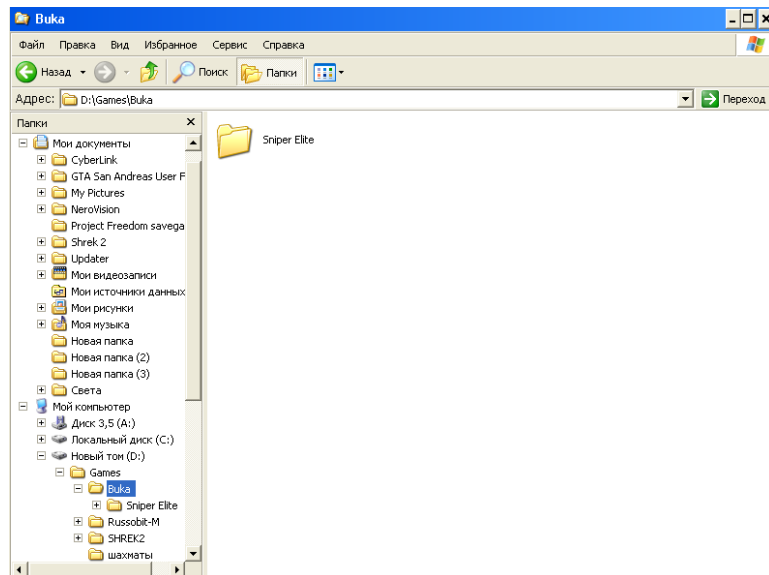 Buka
Файл Правка Вид Избранное Сервис Справка
Назад Поиск Папки
Адрес: D:\Games\Buka Переход
Папки
Sniper Elite
Мои документы
CyberLink
GTA San Andreas User F
My Pictures
NeroVision
Project Freedom savega
Shrek 2
Updater
Мои видеозаписи
Мои источники данных
Мои рисунки
Моя музыка
Новая папка
Новая папка (2)
Новая папка (3)
Света
Мой компьютер
Диск 3,5 (A:)
Локальный диск (C:)
Новый том (D:)
Games
Buka
Sniper Elite
Russobit-M
SHREK2
шахматы